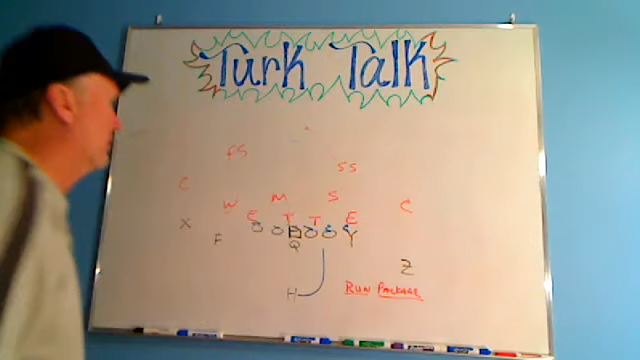 Turk Talk
FS
SS
C
W M S C
E T T E
X
F Q Y
Z
H
RUN PACKAGE